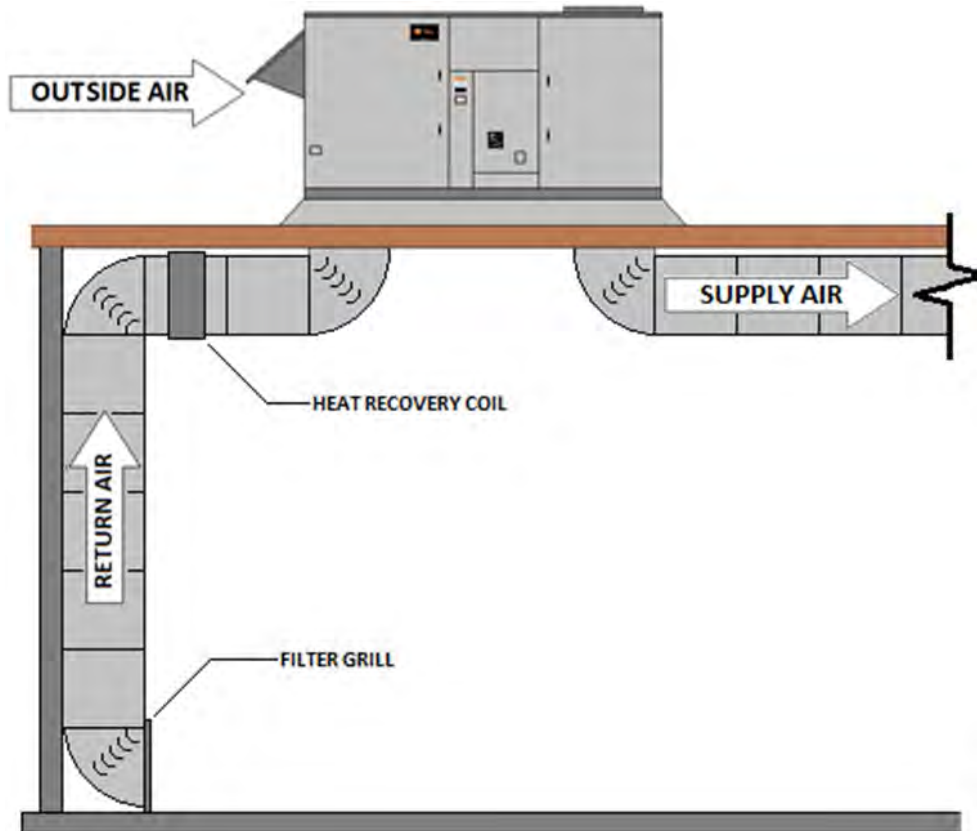 OUTSIDE AIR
SUPPLY AIR
HEAT RECOVERY COIL
RETURN AIR
FILTER GRILL